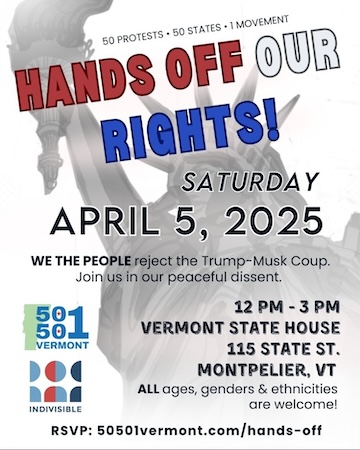 50 PROTESTS • 50 STATES • 1 MOVEMENT
HANDS OFF OUR
RIGHTS!
SATURDAY
APRIL 5, 2025
WE THE PEOPLE reject the Trump-Musk Coup.
Join us in our peaceful dissent.
12 PM - 3 PM
VERMONT STATE HOUSE
115 STATE ST.
MONTPELIER, VT
ALL ages, genders & ethnicities
are welcome!
50
501
VERMONT
INDIVISIBLE
RSVP: 50501vermont.com/hands-off